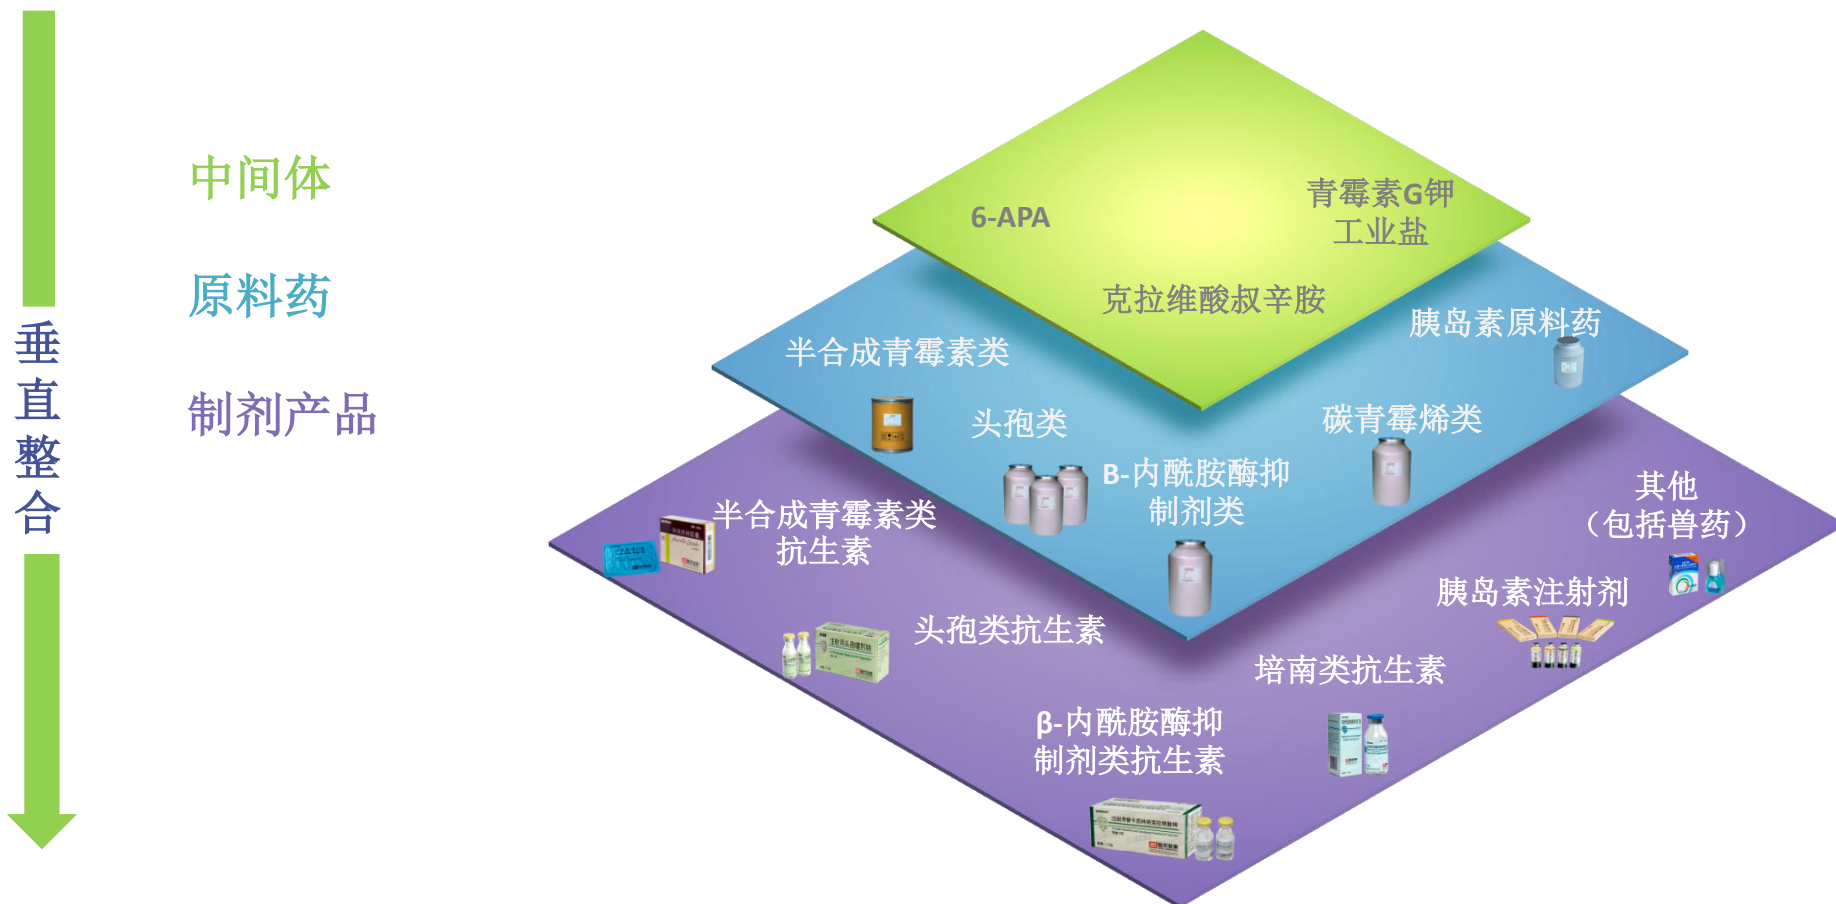 中间体
原料药
制剂产品
垂直整合
6-APA
青霉素G钾
工业盐
克拉维酸叔辛胺
半合成青霉素类
头孢类
B-内酰胺酶抑
制剂类
碳青霉烯类
胰岛素原料药
半合成青霉素类
抗生素
头孢类抗生素
β-内酰胺酶抑
制剂类抗生素
培南类抗生素
胰岛素注射剂
其他
（包括兽药）